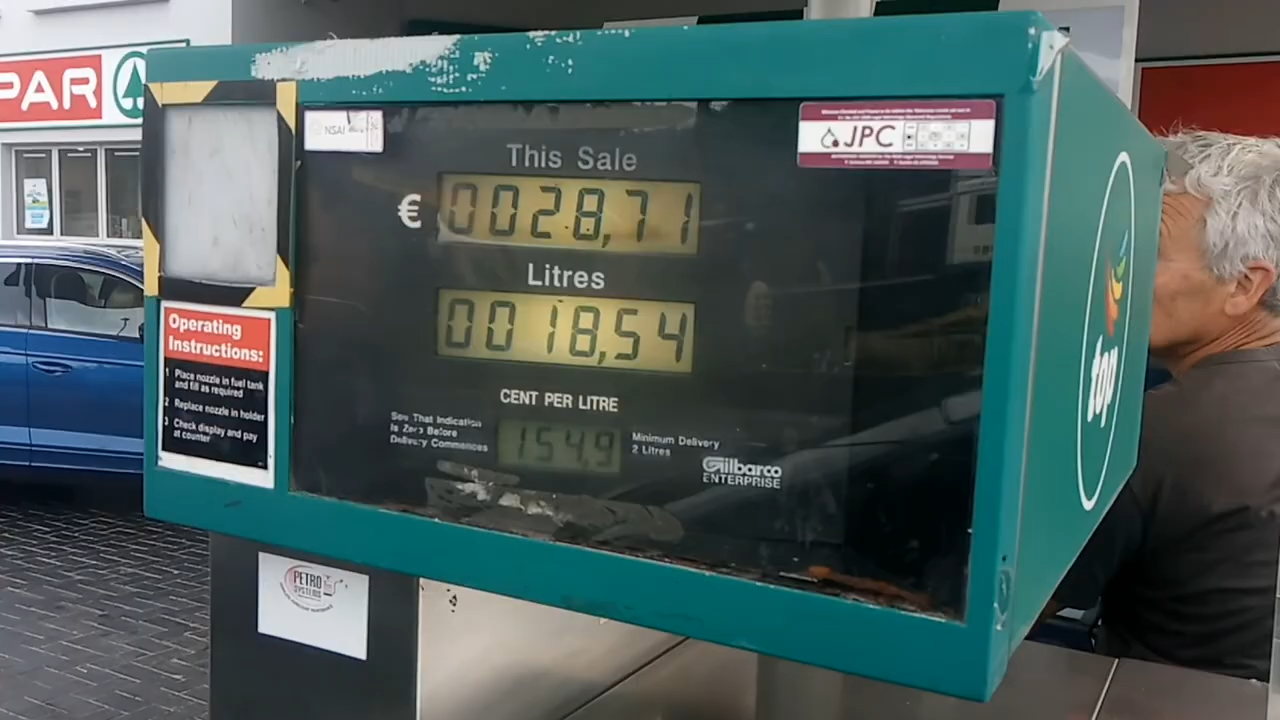 PAR
NSAI
JPC
This Sale
€ 0028,71
Litres
0018,54
CENT PER LITRE
See That Indication
Is Zero Before
Delivery Commences
154,9
Minimum Delivery
2 Litres
Gilbarco
ENTERPRISE
Operating
Instructions:
1 Place nozzle in fuel tank
and fill as required
2 Replace nozzle in holder
3 Check display and pay
at counter
top
PETRO
SYSTEMS